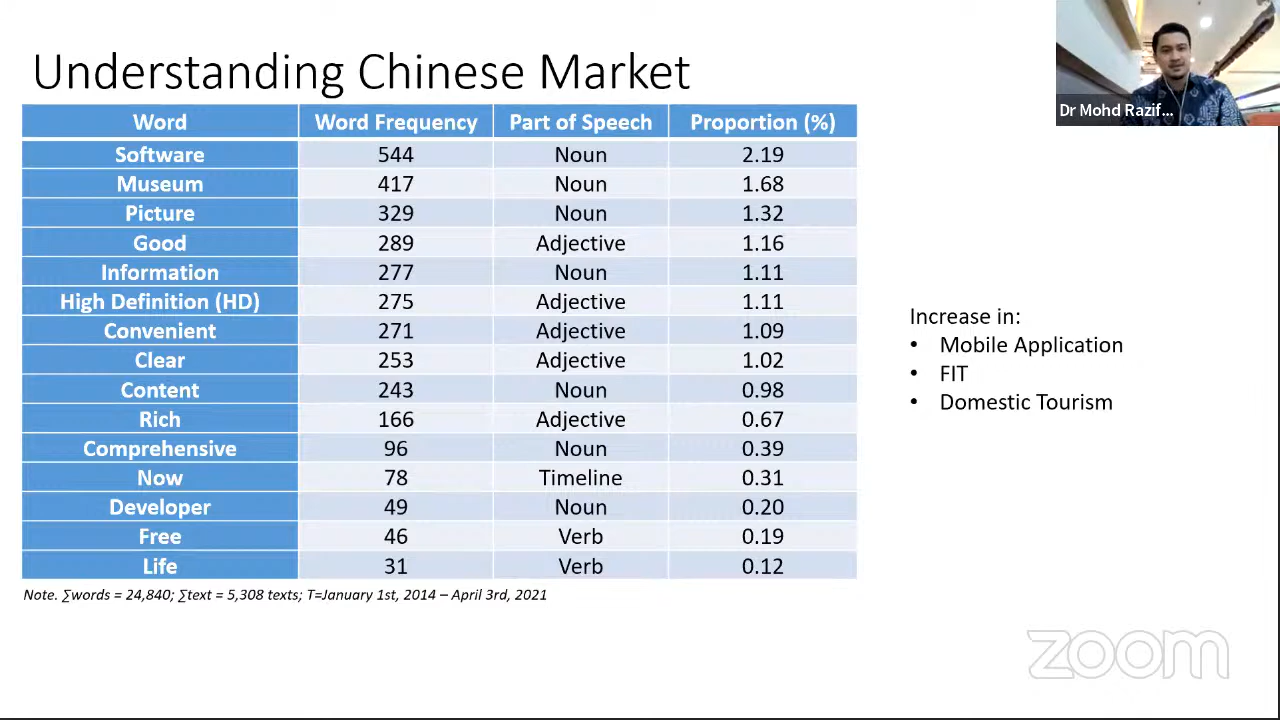 Understanding Chinese Market
Dr Mohd Razif...
Word Word Frequency Part of Speech Proportion (%)
Software 544 Noun 2.19
Museum 417 Noun 1.68
Picture 329 Noun 1.32
Good 289 Adjective 1.16
Information 277 Noun 1.11
High Definition (HD) 275 Adjective 1.11
Convenient 271 Adjective 1.09
Clear 253 Adjective 1.02
Content 243 Noun 0.98
Rich 166 Adjective 0.67
Comprehensive 96 Noun 0.39
Now 78 Timeline 0.31
Developer 49 Noun 0.20
Free 46 Verb 0.19
Life 31 Verb 0.12
Note. ∑words = 24,840; ∑text = 5,308 texts; T=January 1st, 2014 – April 3rd, 2021
Increase in:
• Mobile Application
• FIT
• Domestic Tourism
zoom